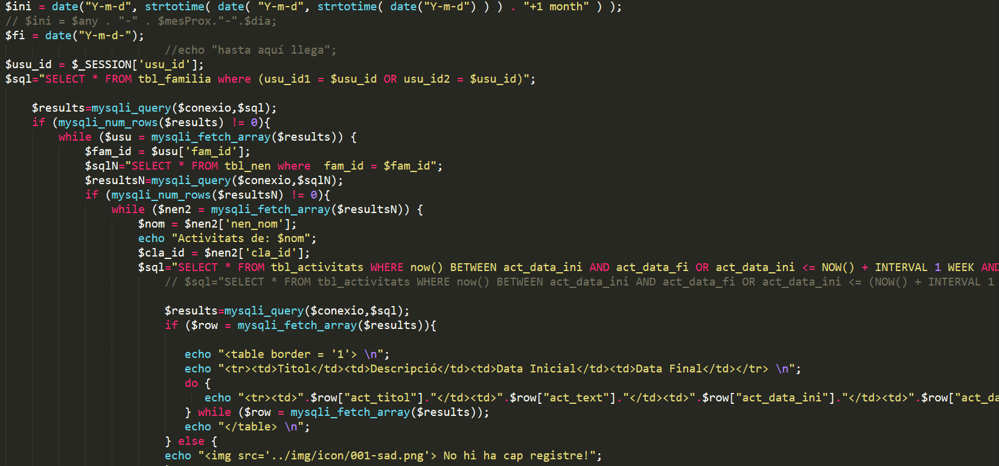 $ini = date("Y-m-d", strtotime( date( "Y-m-d", strtotime( date("Y-m-d") ) ) . "+1 month" ) );
// $ini = $any . "-" . $mesProx."-".$dia;
$fi = date("Y-m-d-");
//echo "hasta aquí llega";
$usu_id = $_SESSION['usu_id'];
$sql="SELECT * FROM tbl_familia where (usu_id1 = $usu_id OR usu_id2 = $usu_id)";
$results=mysqli_query($conexio,$sql);
if (mysqli_num_rows($results) != 0){
while ($usu = mysqli_fetch_array($results)) {
$fam_id = $usu['fam_id'];
$sqlN="SELECT * FROM tbl_nen where  fam_id = $fam_id";
$resultsN=mysqli_query($conexio,$sqlN);
if (mysqli_num_rows($resultsN) != 0){
while ($nen2 = mysqli_fetch_array($resultsN)) {
$nom = $nen2['nen_nom'];
echo "Activitats de: $nom";
$cla_id = $nen2['cla_id'];
$sql="SELECT * FROM tbl_activitats WHERE now() BETWEEN act_data_ini AND act_data_fi OR act_data_ini <= NOW() + INTERVAL 1 WEEK AND
// $sql="SELECT * FROM tbl_activitats WHERE now() BETWEEN act_data_ini AND act_data_fi OR act_data_ini <= (NOW() + INTERVAL 1
$results=mysqli_query($conexio,$sql);
if ($row = mysqli_fetch_array($results)){
echo "<table border = '1'> \n";
echo "<tr><td>Titol</td><td>Descripció</td><td>Data Inicial</td><td>Data Final</td></tr> \n";
do {
echo "<tr><td>".$row["act_titol"]."</td><td>".$row["act_text"]."</td><td>".$row["act_data_ini"]."</td><td>".$row["act_da
} while ($row = mysqli_fetch_array($results));
echo "</table> \n";
} else {
echo "<img src='../img/icon/001-sad.png'> No hi ha cap registre!";